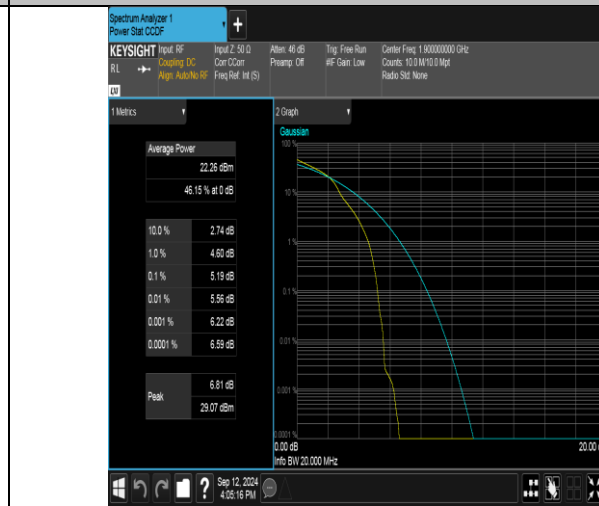 Spectrum Analyzer 1
Power Stat CCDF
+
KEYSIGHT Input: RF Input Z: 50 Ω Atten: 46 dB Trig: Free Run Center Freq: 1.900000000 GHz
RL Coupling: DC Corr CCorr Preamp: Off #IF Gain: Low Counts: 10.0 M/10.0 Mpt
Align: Auto/No RF Freq Ref: Int (S) Radio Std: None
LXI
1 Metrics
2 Graph
Gaussian
Average Power
22.26 dBm
46.15 % at 0 dB
10.0 % 2.74 dB
1.0 % 4.60 dB
0.1 % 5.19 dB
0.01 % 5.56 dB
0.001 % 6.22 dB
0.0001 % 6.59 dB
Peak 6.81 dB
29.07 dBm
100 %
10 %
1 %
0.1 %
0.01 %
0.001 %
0.0001 %
0.00 dB 20.00
Info BW 20.000 MHz
? Sep 12, 2024
4:05:16 PM